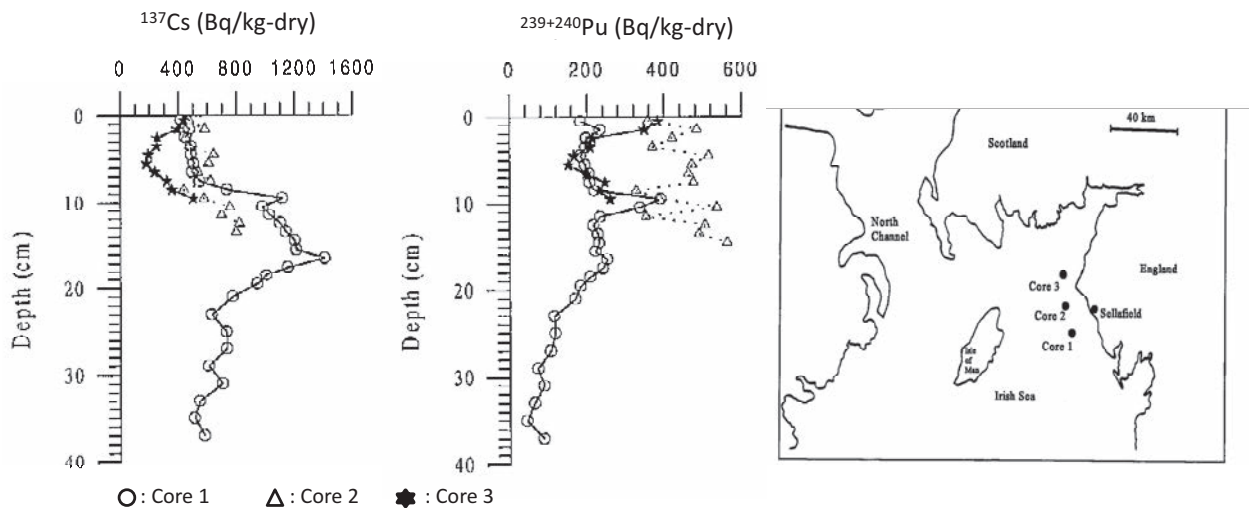 ¹³⁷Cs (Bq/kg-dry)
0 400 800 1200 1600
0
10
20
30
40
Depth (cm)
²³⁹⁺²⁴⁰Pu (Bq/kg-dry)
0 200 400 600
0
10
20
30
40
Depth (cm)
○ : Core 1 △ : Core 2 ★ : Core 3
40 km
Scotland
North
Channel
England
Core 3
Core 2
Sellafield
Core 1
Isle
of
Man
Irish Sea